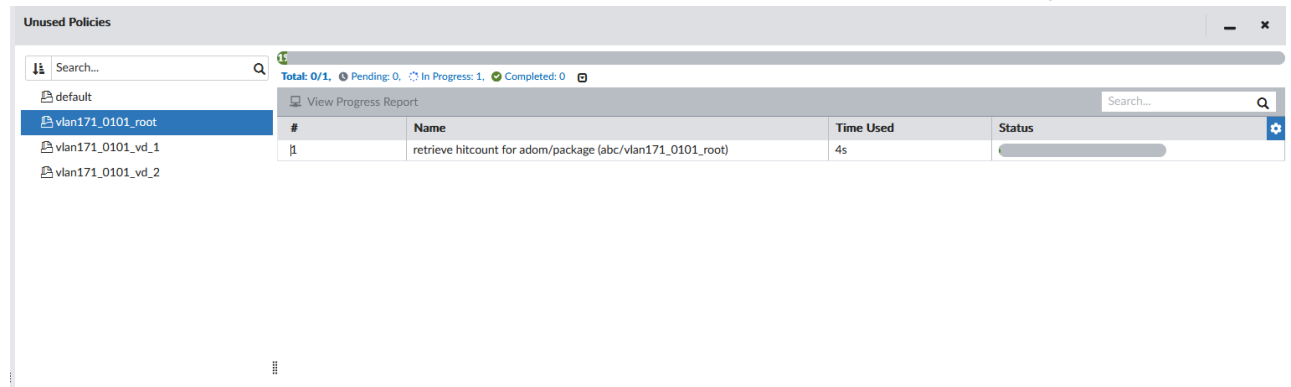 Unused Policies
Search...
default
vlan171_0101_root
vlan171_0101_vd_1
vlan171_0101_vd_2
Total: 0/1, Pending: 0, In Progress: 1, Completed: 0
View Progress Report Search...
# Name Time Used Status
1 retrieve hitcount for adom/package (abc/vlan171_0101_root) 4s